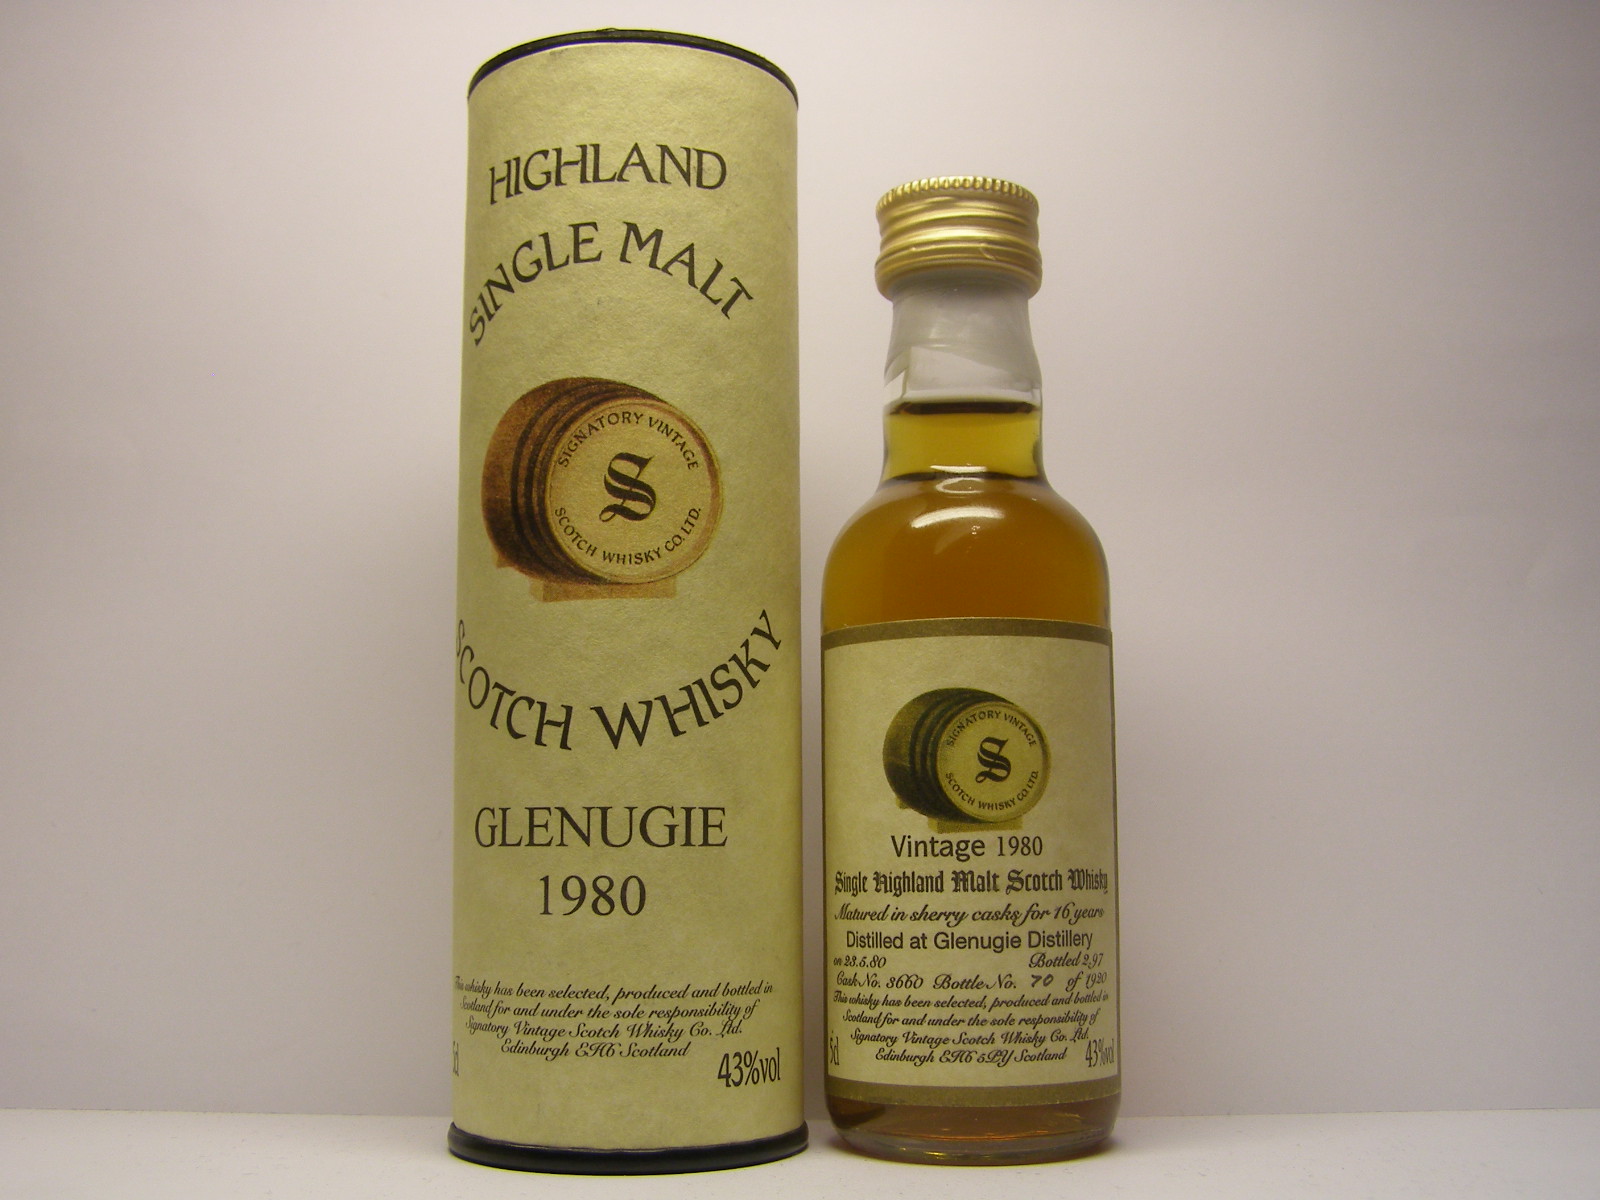 HIGHLAND
SINGLE MALT
SIGNATORY VINTAGE
S
SCOTCH WHISKY CO. LTD.
SCOTCH WHISKY
GLENUGIE
1980
This whisky has been selected, produced and bottled in
Scotland for and under the sole responsibility of
Signatory Vintage Scotch Whisky Co. Ltd.
Edinburgh EH6 Scotland
5cl
43%vol
SIGNATORY VINTAGE
S
SCOTCH WHISKY CO. LTD.
Vintage 1980
Single Highland Malt Scotch Whisky
Matured in sherry casks for 16 years
Distilled at Glenugie Distillery
on 23.5.80 Bottled 2.97
Cask No. 3660 Bottle No. 70 of 1920
This whisky has been selected, produced and bottled in
Scotland for and under the sole responsibility of
Signatory Vintage Scotch Whisky Co. Ltd.
Edinburgh EH6 5PY Scotland
5cl
43%vol